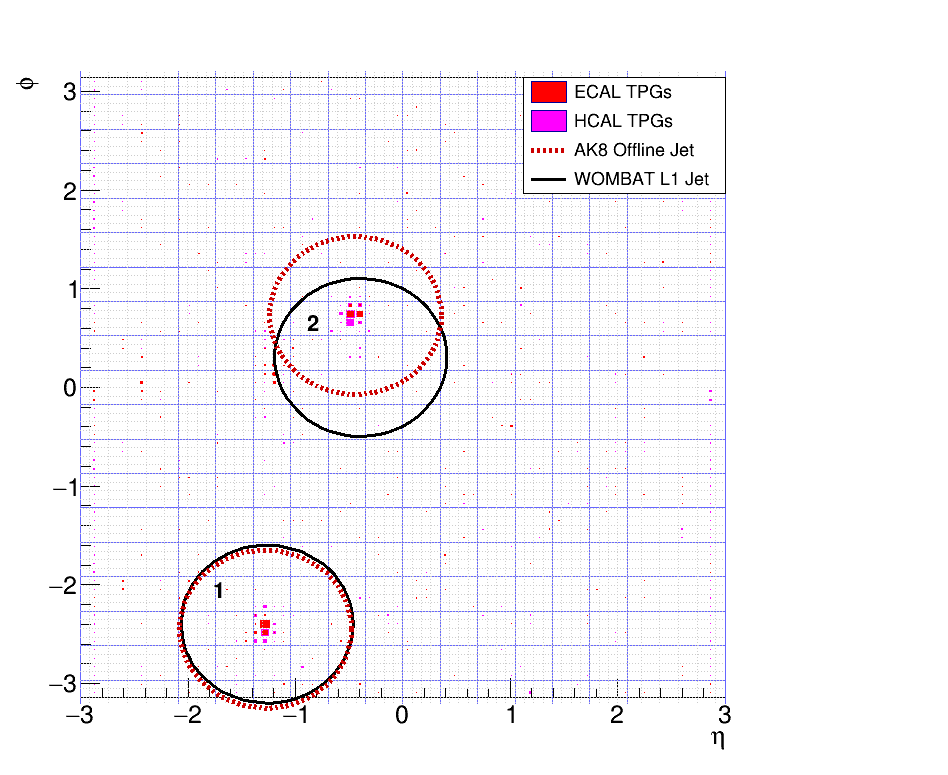 φ
3
2
1
0
−1
−2
−3
ECAL TPGs
HCAL TPGs
AK8 Offline Jet
WOMBAT L1 Jet
2
1
−3 −2 −1 0 1 2 3
η